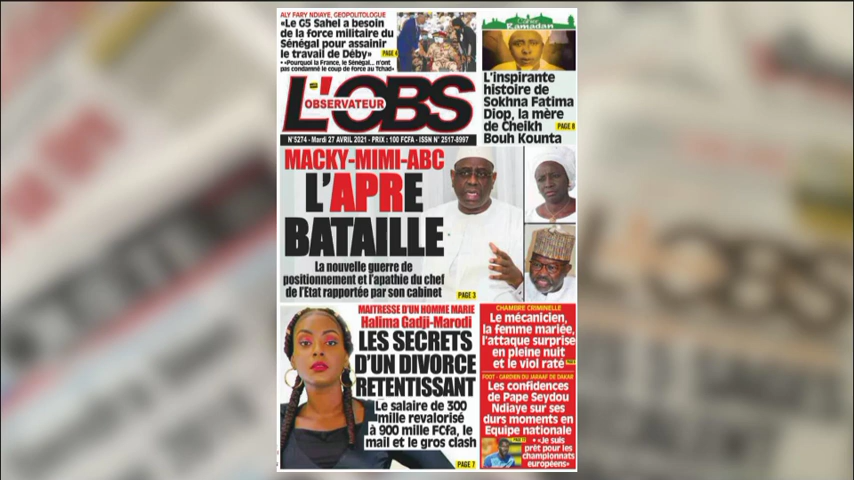 ALY FARY NDIAYE, GEOPOLITOLOGUE
«Le G5 Sahel a besoin
de la force militaire du
Sénégal pour assainir
le travail de Déby»
PAGE 4
• «Pourquoi la France, le Sénégal... n'ont
pas condamné le coup de force au Tchad»
Cahier
Ramadan
L'inspirante
histoire de
Sokhna Fatima
Diop, la mère
de Cheikh
Bouh Kounta
PAGE 8
L'OBS
OBSERVATEUR
N°5274 - Mardi 27 AVRIL 2021 - PRIX : 100 FCFA - ISSN N° 2517-8997
MACKY-MIMI-ABC
L'APRE
BATAILLE
La nouvelle guerre de
positionnement et l'apathie du chef
de l'Etat rapportée par son cabinet
PAGE 3
MAITRESSE D'UN HOMME MARIE
Halima Gadji-Marodi
LES SECRETS
D'UN DIVORCE
RETENTISSANT
Le salaire de 300
mille revalorisé
à 900 mille FCfa, le
mail et le gros clash
PAGE 7
CHAMBRE CRIMINELLE
Le mécanicien,
la femme mariée,
l'attaque surprise
en pleine nuit
et le viol raté
FOOT - GARDIEN DU JARAAF DE DAKAR
Les confidences
de Pape Seydou
Ndiaye sur ses
durs moments en
Equipe nationale
• «Je suis
prêt pour les
championnats
européens»